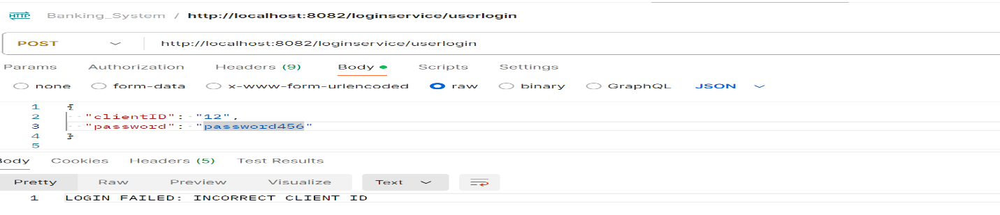 HTTP Banking_System / http://localhost:8082/loginservice/userlogin
POST http://localhost:8082/loginservice/userlogin
Params Authorization Headers (9) Body Scripts Settings
none form-data x-www-form-urlencoded raw binary GraphQL JSON
1 {
2 "clientID": "12",
3 "password": "password456"
4 }
5
Body Cookies Headers (5) Test Results
Pretty Raw Preview Visualize Text
1 LOGIN FAILED: INCORRECT CLIENT ID